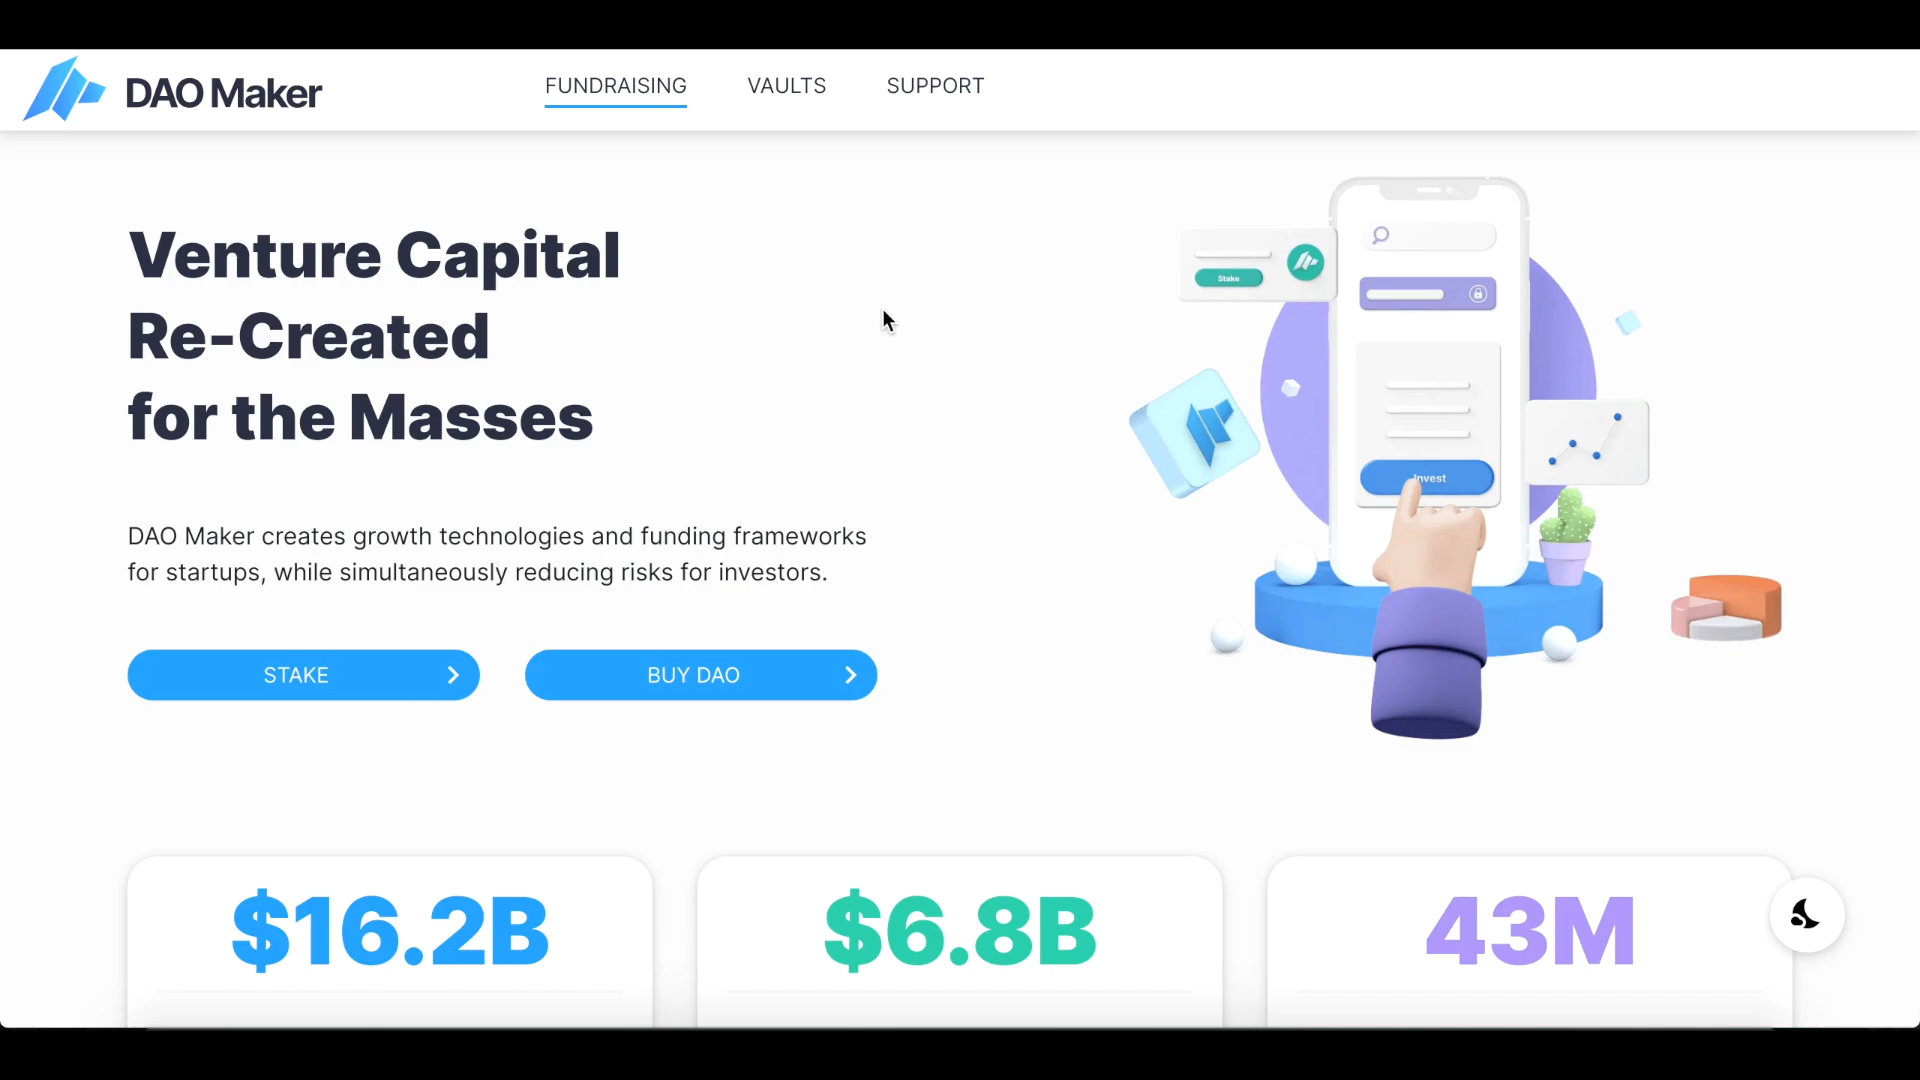 DAO Maker
FUNDRAISING
VAULTS
SUPPORT
Venture Capital
Re-Created
for the Masses
DAO Maker creates growth technologies and funding frameworks
for startups, while simultaneously reducing risks for investors.
STAKE
BUY DAO
Stake
Invest
$16.2B
$6.8B
43M